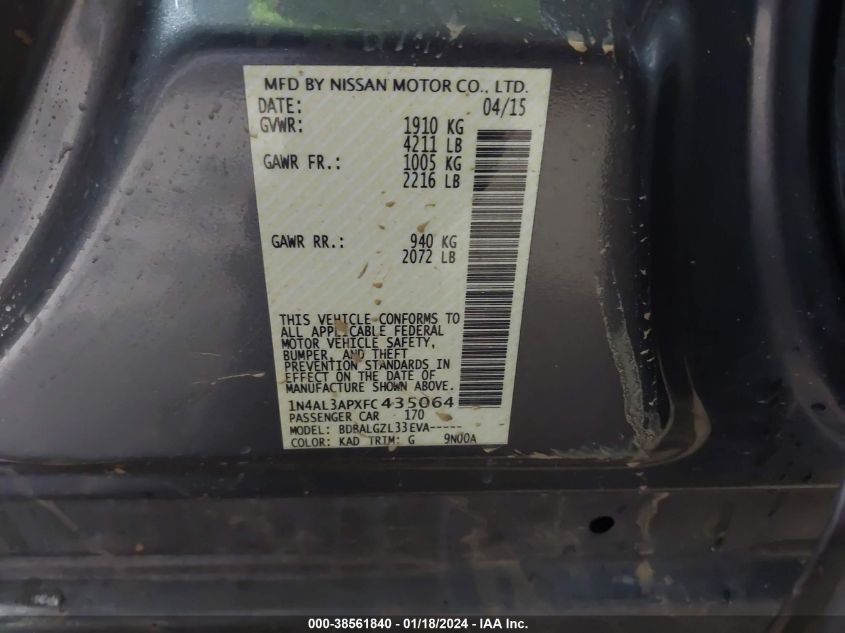 MFD BY NISSAN MOTOR CO., LTD.
DATE: 04/15
GVWR: 1910 KG
4211 LB
GAWR FR.: 1005 KG
2216 LB
GAWR RR.: 940 KG
2072 LB
THIS VEHICLE CONFORMS TO
ALL APPLICABLE FEDERAL
MOTOR VEHICLE SAFETY,
BUMPER, AND THEFT
PREVENTION STANDARDS IN
EFFECT ON THE DATE OF
MANUFACTURE SHOWN ABOVE.
1N4AL3APXFC435064
PASSENGER CAR 170
MODEL: BDBALGZL33EVA-----
COLOR: KAD TRIM: G 9N00A
000-38561840 - 01/18/2024 - IAA Inc.